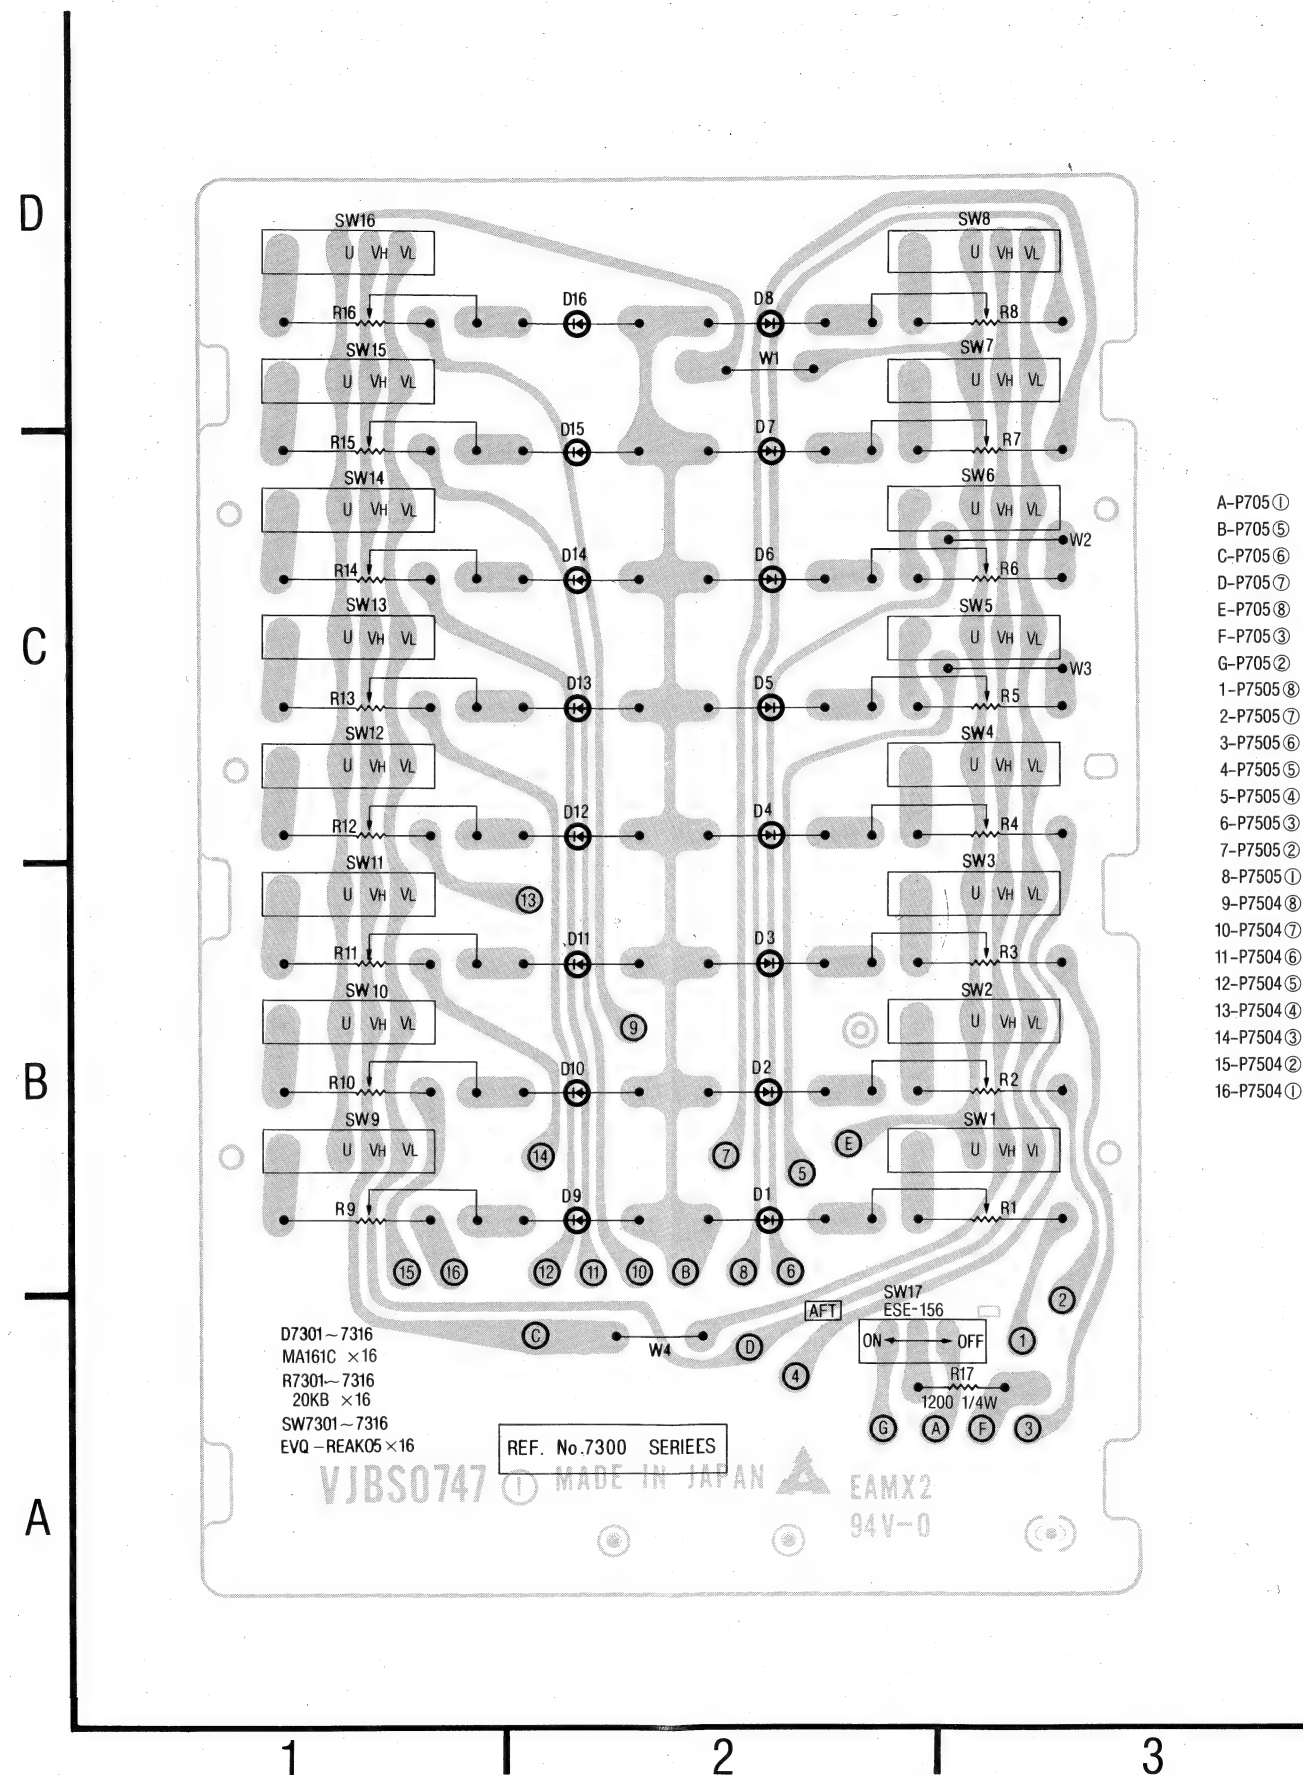 D
SW16
SW8
U VH VL
U VH VL
R16
D16
D8
R8
W1
SW15
SW7
U VH VL
U VH VL
R15
D15
D7
R7
SW14
SW6
U VH VL
U VH VL
W2
R14
D14
D6
R6
SW13
SW5
C
U VH VL
U VH VL
W3
R13
D13
D5
R5
SW12
SW4
U VH VL
U VH VL
R12
D12
D4
R4
SW11
SW3
U VH VL
U VH VL
13
R11
D11
D3
R3
SW10
SW2
U VH VL
U VH VL
9
B
R10
D10
D2
R2
SW9
SW1
U VH VL
U VH VI
14
7
5
E
R9
D9
D1
R1
15
16
12
11
10
B
8
6
2
1
C
W4
D
4
AFT
SW17
ESE-156
ON OFF
R17
1200 1/4W
G
A
F
3
D7301~7316
MA161C ×16
R7301~7316
20KB ×16
SW7301~7316
EVQ-REAK05×16
REF. No.7300 SERIEES
VJBS0747 ① MADE IN JAPAN
EAMX2
94V-0
A
A-P705①
B-P705⑤
C-P705⑥
D-P705⑦
E-P705⑧
F-P705③
G-P705②
1-P7505⑧
2-P7505⑦
3-P7505⑥
4-P7505⑤
5-P7505④
6-P7505③
7-P7505②
8-P7505①
9-P7504⑧
10-P7504⑦
11-P7504⑥
12-P7504⑤
13-P7504④
14-P7504③
15-P7504②
16-P7504①
1
2
3